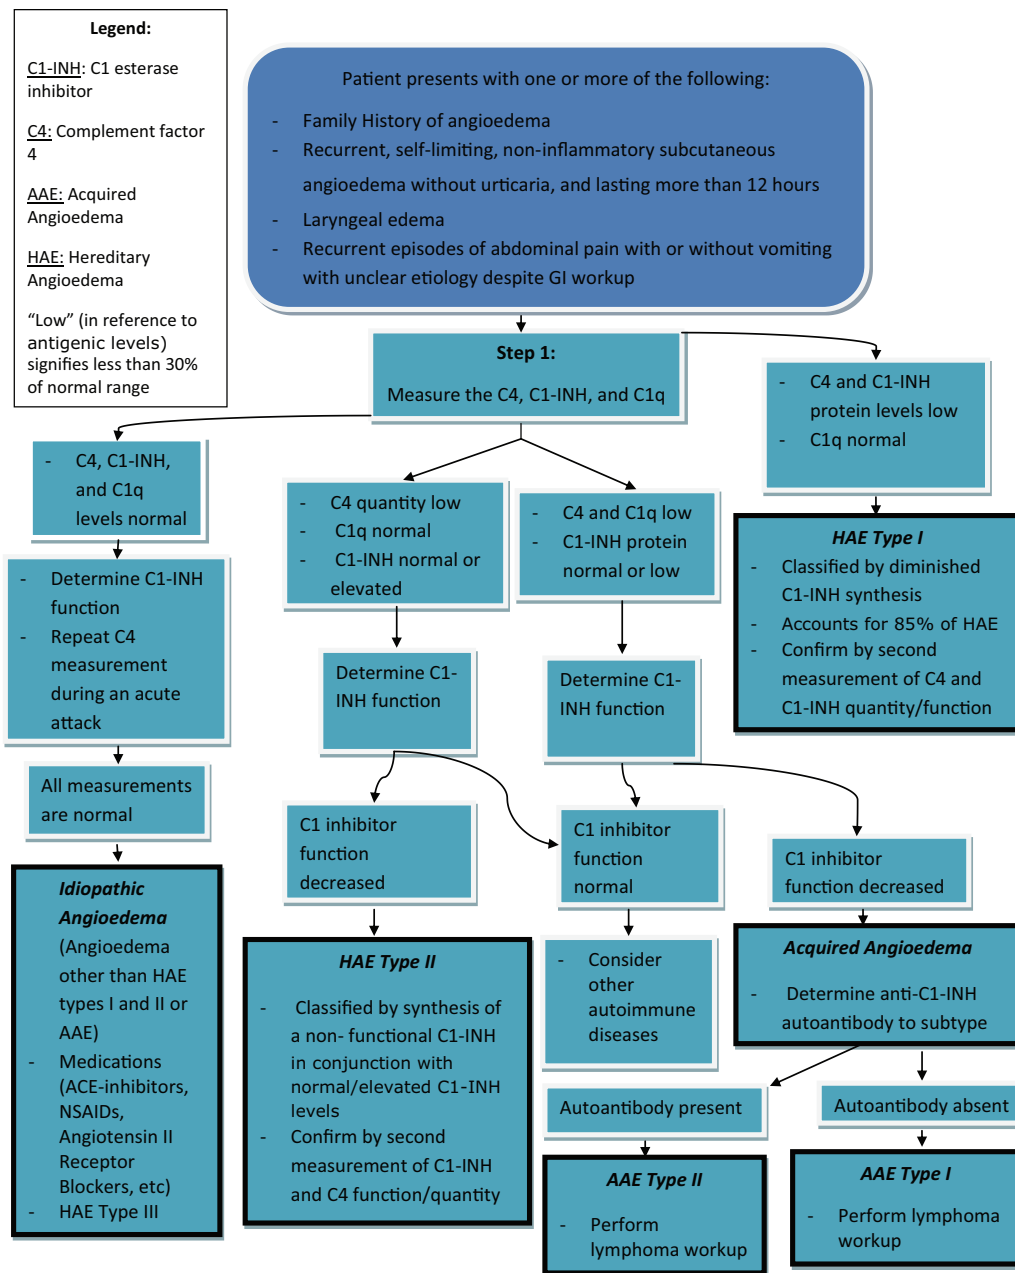 Legend:
C1-INH: C1 esterase
inhibitor
C4: Complement factor
4
AAE: Acquired
Angioedema
HAE: Hereditary
Angioedema
“Low” (in reference to
antigenic levels)
signifies less than 30%
of normal range
Patient presents with one or more of the following:
- Family History of angioedema
- Recurrent, self-limiting, non-inflammatory subcutaneous
angioedema without urticaria, and lasting more than 12 hours
- Laryngeal edema
- Recurrent episodes of abdominal pain with or without vomiting
with unclear etiology despite GI workup
Step 1:
Measure the C4, C1-INH, and C1q
- C4, C1-INH,
and C1q
levels normal
- Determine C1-INH
function
- Repeat C4
measurement
during an acute
attack
All measurements
are normal
Idiopathic
Angioedema
(Angioedema
other than HAE
types I and II or
AAE)
- Medications
(ACE-inhibitors,
NSAIDs,
Angiotensin II
Receptor
Blockers, etc)
- HAE Type III
- C4 quantity low
- C1q normal
- C1-INH normal or
elevated
Determine C1-
INH function
C1 inhibitor
function
decreased
HAE Type II
- Classified by synthesis of
a non- functional C1-INH
in conjunction with
normal/elevated C1-INH
levels
- Confirm by second
measurement of C1-INH
and C4 function/quantity
- C4 and C1q low
- C1-INH protein
normal or low
Determine C1-
INH function
C1 inhibitor
function
normal
- Consider
other
autoimmune
diseases
C1 inhibitor
function decreased
Acquired Angioedema
- Determine anti-C1-INH
autoantibody to subtype
Autoantibody present
AAE Type II
- Perform
lymphoma workup
Autoantibody absent
AAE Type I
- Perform lymphoma
workup
- C4 and C1-INH
protein levels low
- C1q normal
HAE Type I
- Classified by diminished
C1-INH synthesis
- Accounts for 85% of HAE
- Confirm by second
measurement of C4 and
C1-INH quantity/function